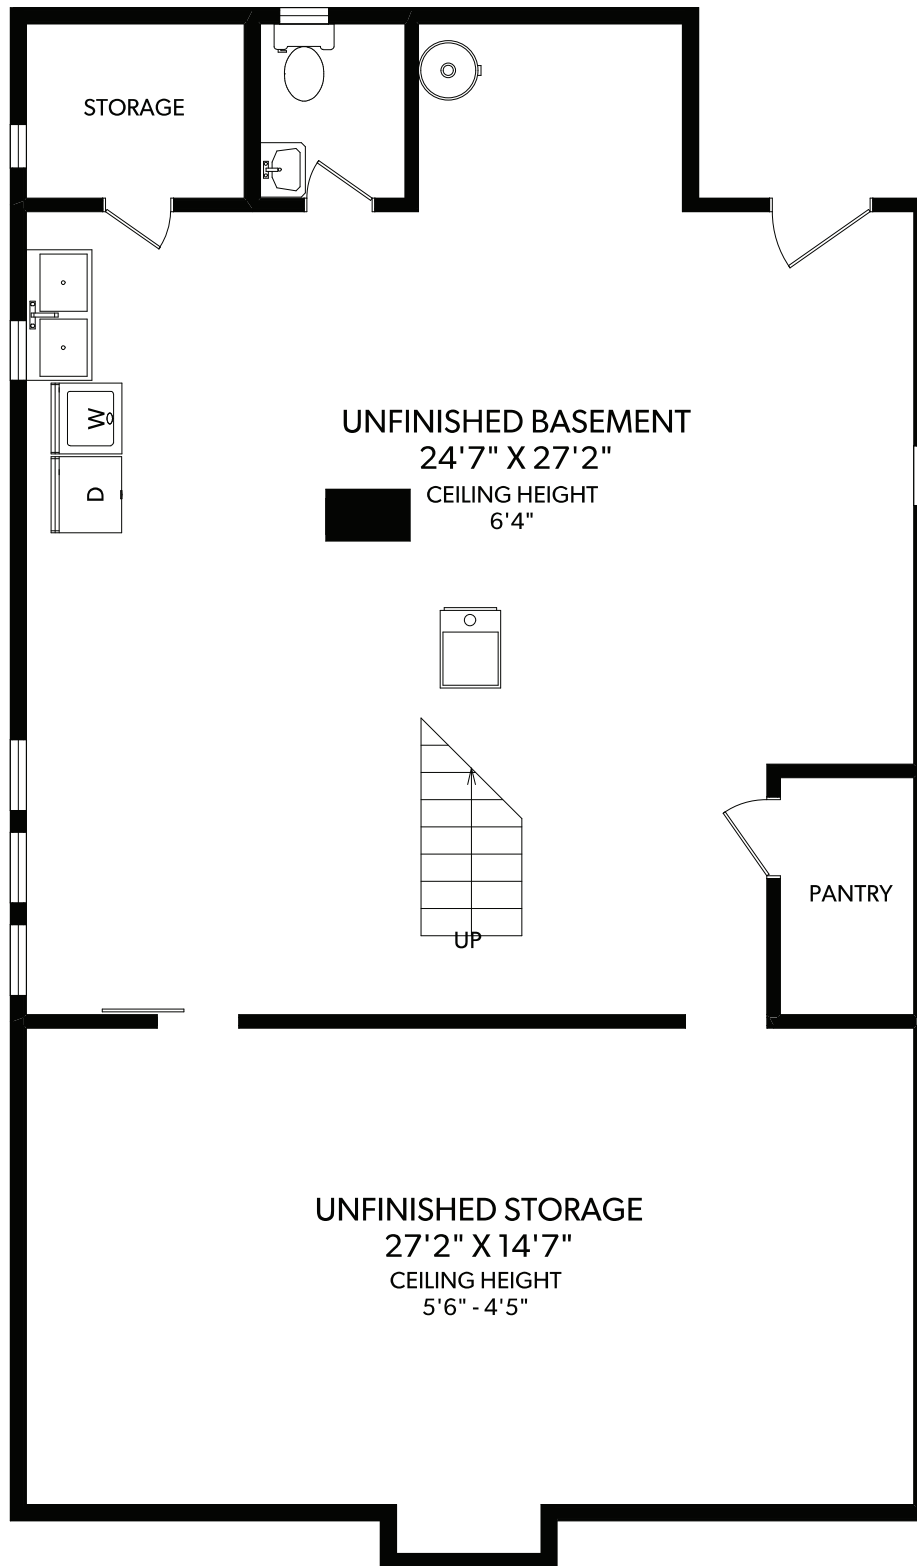 STORAGE
UNFINISHED BASEMENT
24'7" X 27'2"
CEILING HEIGHT
6'4"
W
D
UP
PANTRY
UNFINISHED STORAGE
27'2" X 14'7"
CEILING HEIGHT
5'6" - 4'5"